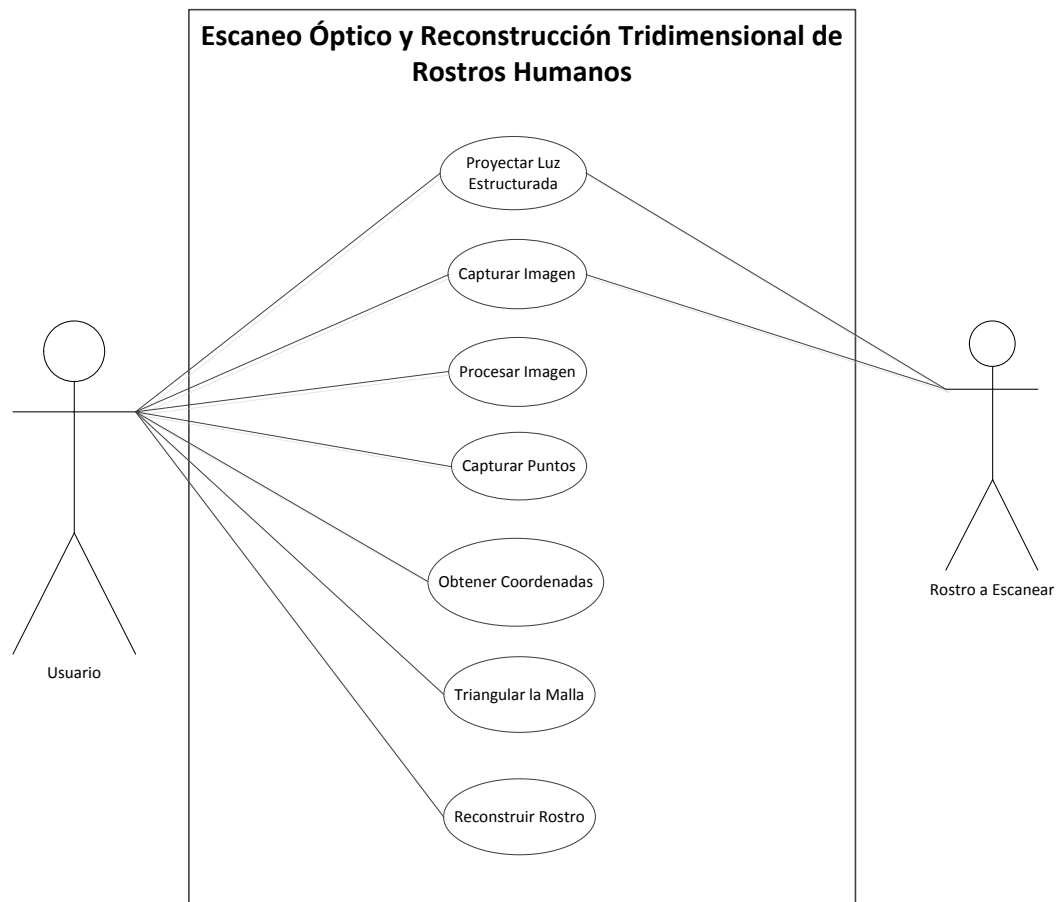 Escaneo Óptico y Reconstrucción Tridimensional de
Rostros Humanos
Proyectar Luz
Estructurada
Capturar Imagen
Procesar Imagen
Capturar Puntos
Obtener Coordenadas
Rostro a Escanear
Usuario
Triangular la Malla
Reconstruir Rostro